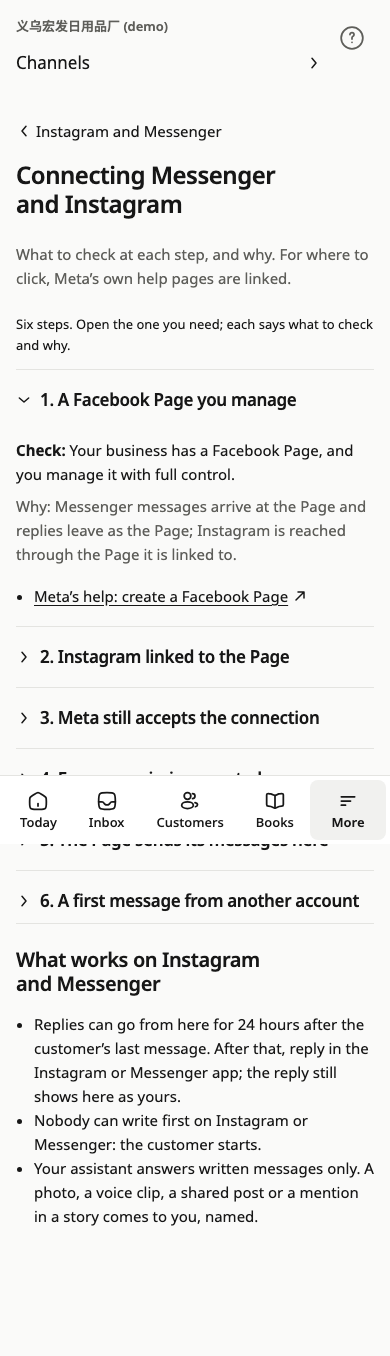 义乌宏发日用品厂 (demo)
Channels
Instagram and Messenger
Connecting Messenger
and Instagram
What to check at each step, and why. For where to
click, Meta’s own help pages are linked.
Six steps. Open the one you need; each says what to check
and why.
1. A Facebook Page you manage
Check: Your business has a Facebook Page, and
you manage it with full control.
Why: Messenger messages arrive at the Page and
replies leave as the Page; Instagram is reached
through the Page it is linked to.
• Meta’s help: create a Facebook Page
2. Instagram linked to the Page
3. Meta still accepts the connection
Today
Inbox
Customers
Books
More
5. The Page sends its messages here
6. A first message from another account
What works on Instagram
and Messenger
• Replies can go from here for 24 hours after the
customer’s last message. After that, reply in the
Instagram or Messenger app; the reply still
shows here as yours.
• Nobody can write first on Instagram or
Messenger: the customer starts.
• Your assistant answers written messages only. A
photo, a voice clip, a shared post or a mention
in a story comes to you, named.